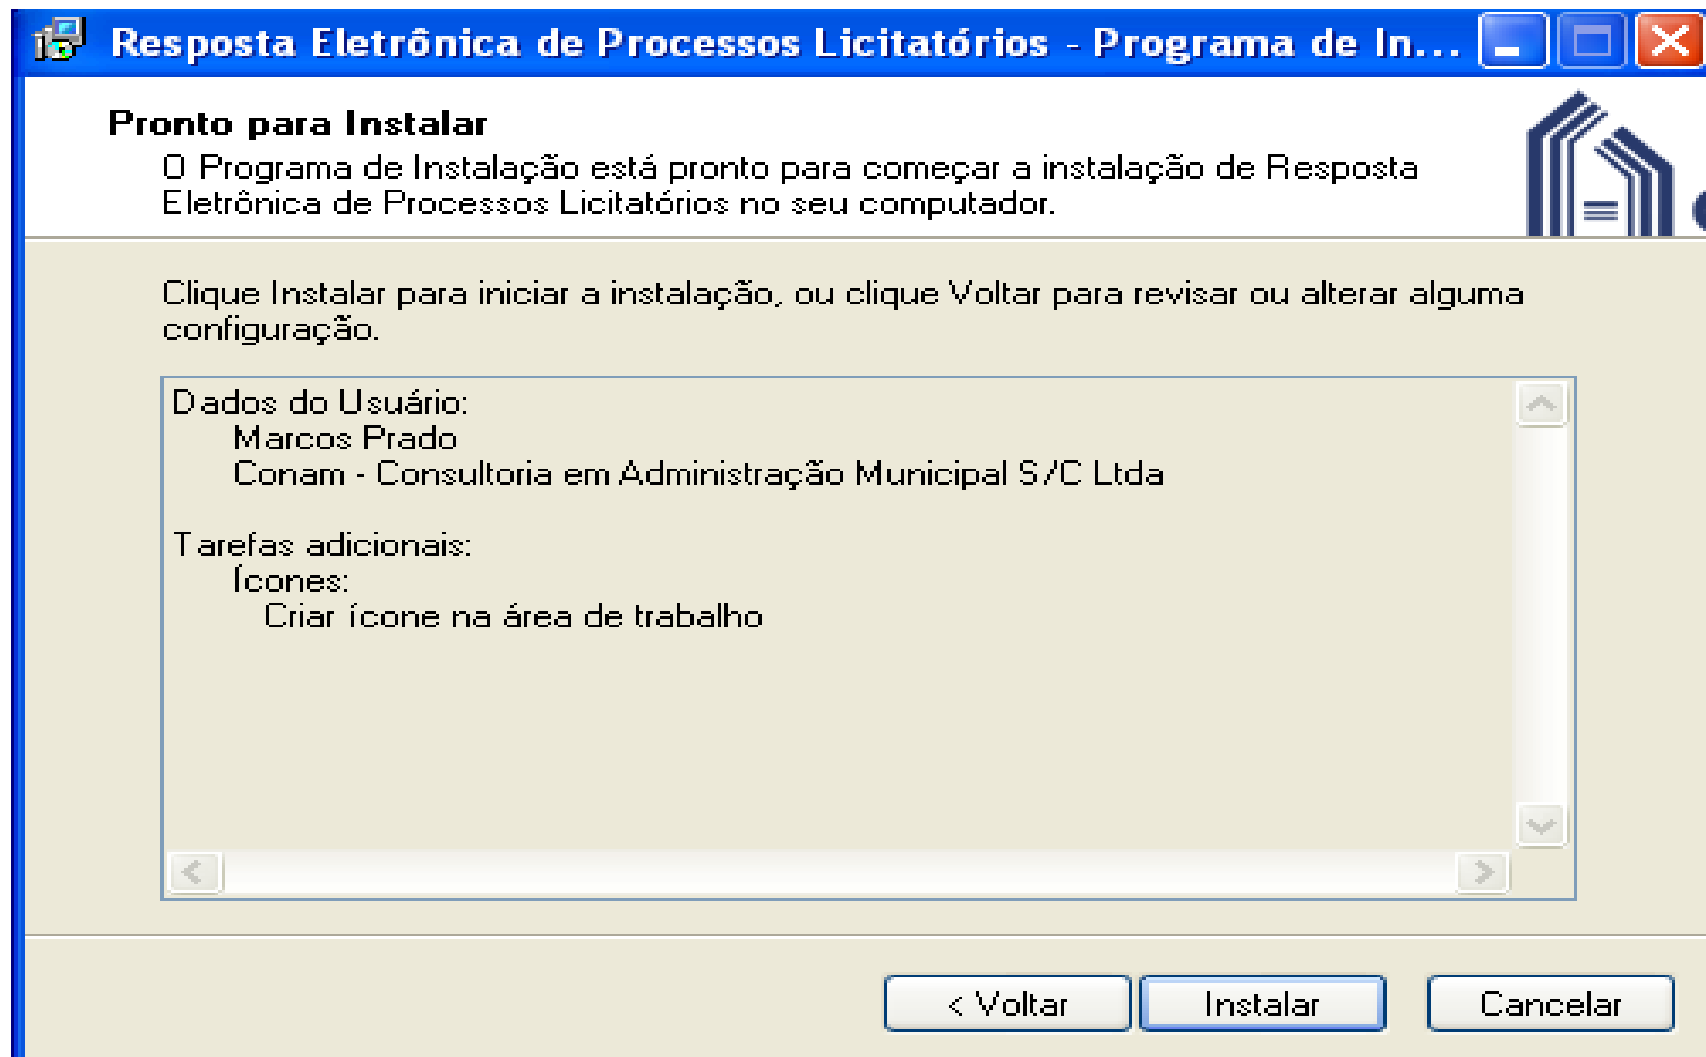 Resposta Eletrônica de Processos Licitatórios - Programa de In...
Pronto para Instalar
O Programa de Instalação está pronto para começar a instalação de Resposta
Eletrônica de Processos Licitatórios no seu computador.
Clique Instalar para iniciar a instalação, ou clique Voltar para revisar ou alterar alguma
configuração.
Dados do Usuário:
Marcos Prado
Conam - Consultoria em Administração Municipal S/C Ltda
Tarefas adicionais:
Ícones:
Criar ícone na área de trabalho
< Voltar
Instalar
Cancelar